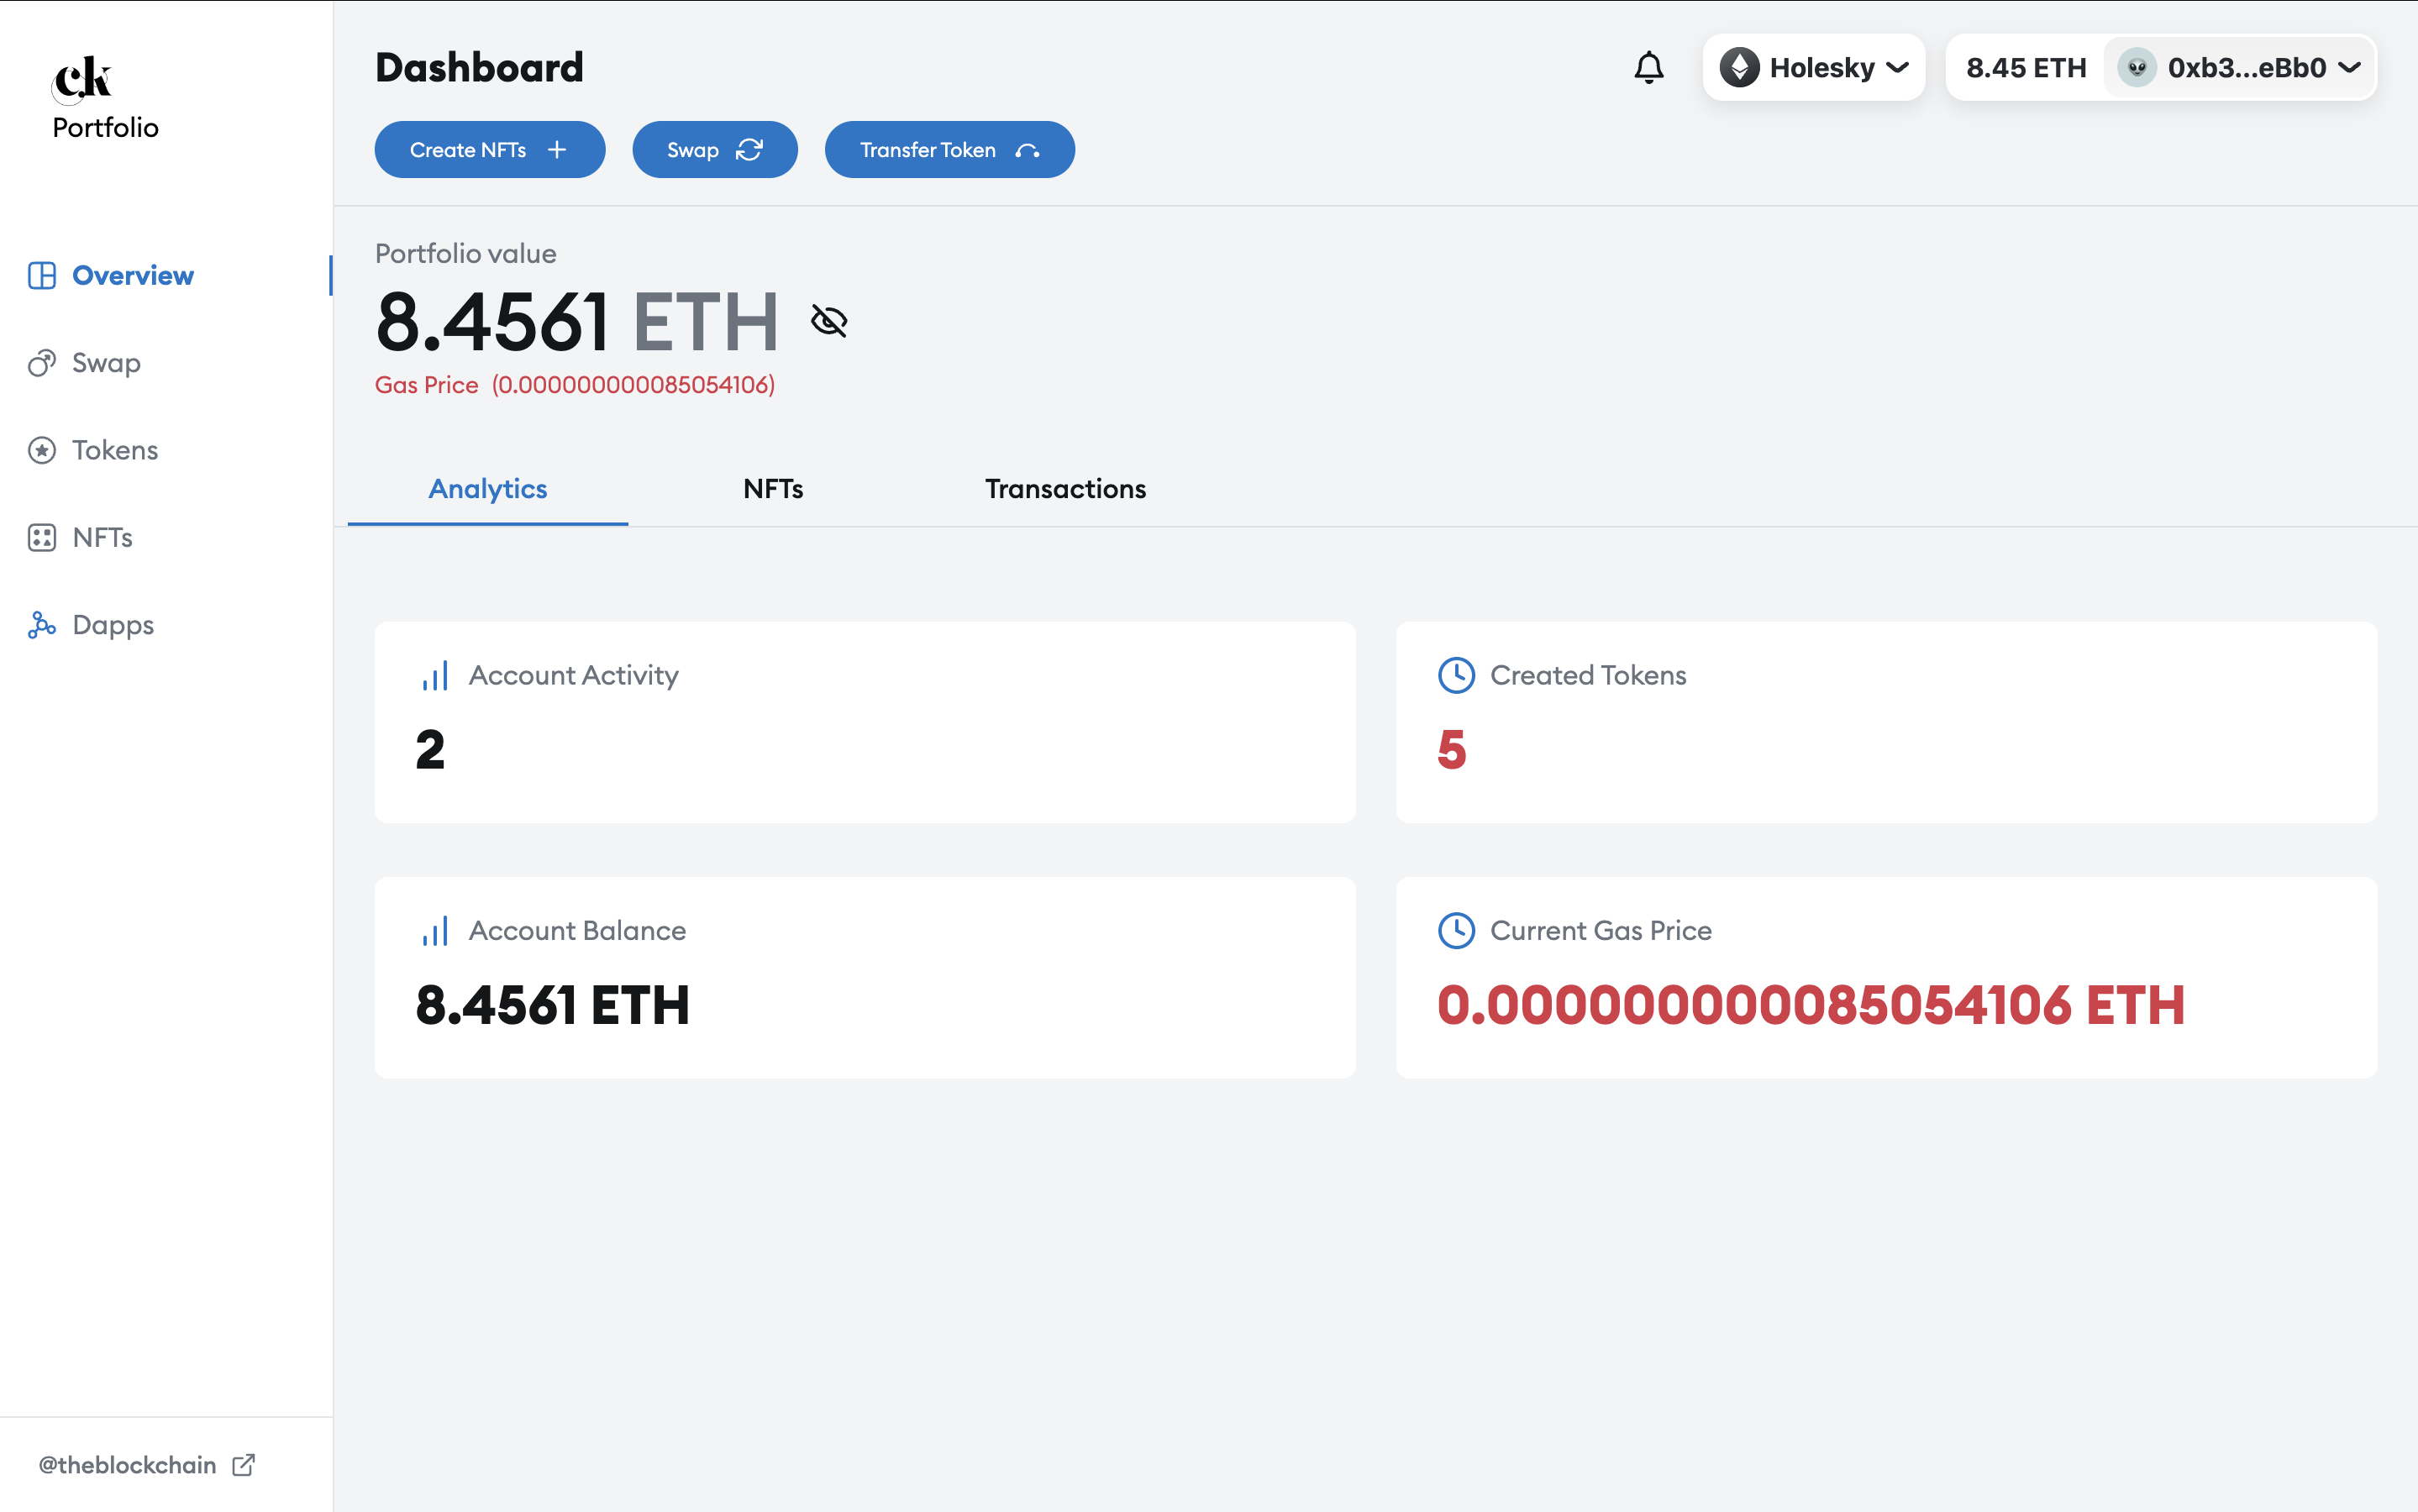 ck
Portfolio
Overview
Swap
Tokens
NFTs
Dapps
@theblockchain
Dashboard
Holesky
8.45 ETH 0xb3...eBb0
Create NFTs
Swap
Transfer Token
Portfolio value
8.4561 ETH
Gas Price (0.000000000085054106)
Analytics
NFTs
Transactions
Account Activity
2
Created Tokens
5
Account Balance
8.4561 ETH
Current Gas Price
0.000000000085054106 ETH